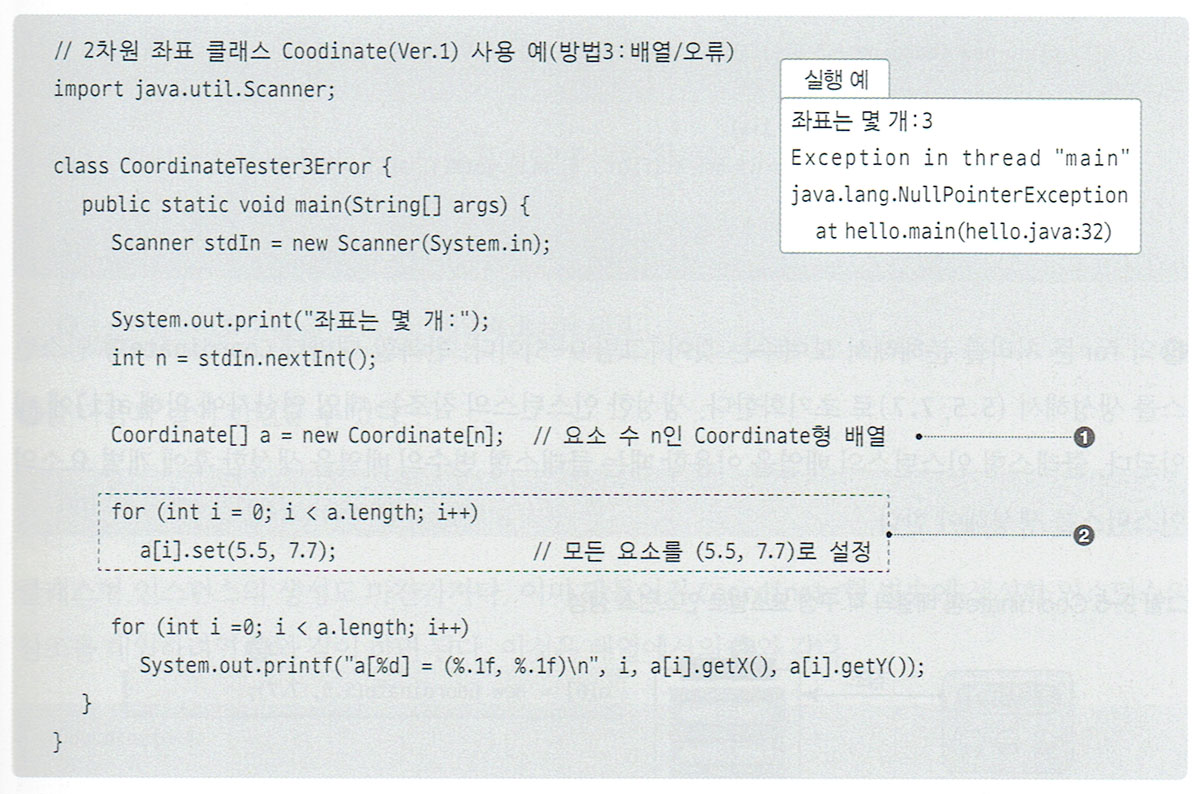 // 2차원 좌표 클래스 Coodinate(Ver.1) 사용 예(방법3:배열/오류)
import java.util.Scanner;
class CoordinateTester3Error {
public static void main(String[] args) {
Scanner stdIn = new Scanner(System.in);
System.out.print("좌표는 몇 개:");
int n = stdIn.nextInt();
Coordinate[] a = new Coordinate[n]; // 요소 수 n인 Coordinate형 배열 ❶
for (int i = 0; i < a.length; i++)
a[i].set(5.5, 7.7); // 모든 요소를 (5.5, 7.7)로 설정 ❷
for (int i =0; i < a.length; i++)
System.out.printf("a[%d] = (%.1f, %.1f)\n", i, a[i].getX(), a[i].getY());
}
}
실행 예
좌표는 몇 개:3
Exception in thread "main"
java.lang.NullPointerException
at hello.main(hello.java:32)